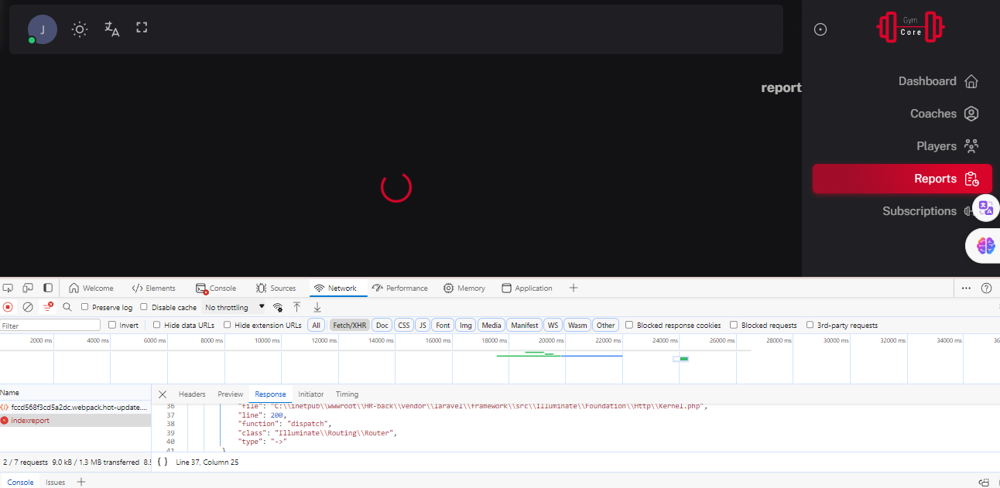 J
Gym
Core
Dashboard
report
Coaches
Players
Reports
Subscriptions
Welcome
Elements
Console
Sources
Network
Performance
Memory
Application
Preserve log
Disable cache
No throttling
Filter
Invert
Hide data URLs
Hide extension URLs
All
Fetch/XHR
Doc
CSS
JS
Font
Img
Media
Manifest
WS
Wasm
Other
Blocked response cookies
Blocked requests
3rd-party requests
2000 ms
4000 ms
6000 ms
8000 ms
10000 ms
12000 ms
14000 ms
16000 ms
18000 ms
20000 ms
22000 ms
24000 ms
26000 ms
28000 ms
30000 ms
32000 ms
34000 ms
Name
Headers
Preview
Response
Initiator
Timing
fccd568f3cd5a2dc.webpack.hot-update....
indexreport
36 "file": "C:\\inetpub\\wwwroot\\HR-back\\vendor\\laravel\\framework\\src\\Illuminate\\Foundation\\Http\\Kernel.php",
37 "line": 200,
38 "function": "dispatch",
39 "class": "Illuminate\\Routing\\Router",
40 "type": "->"
41 }
2 / 7 requests 9.0 kB / 1.3 MB transferred
{ } Line 37, Column 25
Console
Issues